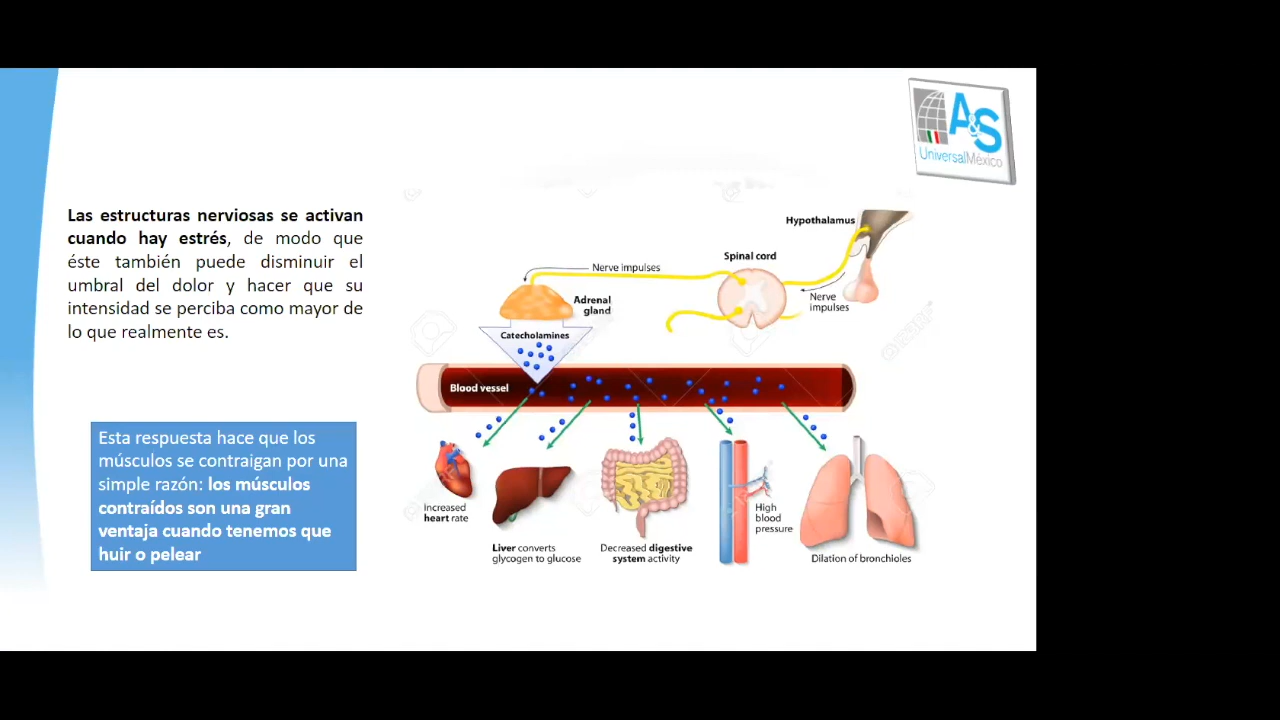 A&S
UniversalMéxico
Las estructuras nerviosas se activan
cuando hay estrés, de modo que
éste también puede disminuir el
umbral del dolor y hacer que su
intensidad se perciba como mayor de
lo que realmente es.
Esta respuesta hace que los
músculos se contraigan por una
simple razón: los músculos
contraídos son una gran
ventaja cuando tenemos que
huir o pelear
Hypothalamus
Spinal cord
Nerve impulses
Nerve
impulses
Adrenal
gland
Catecholamines
Blood vessel
Increased
heart rate
Liver converts
glycogen to glucose
Decreased digestive
system activity
High
blood
pressure
Dilation of bronchioles